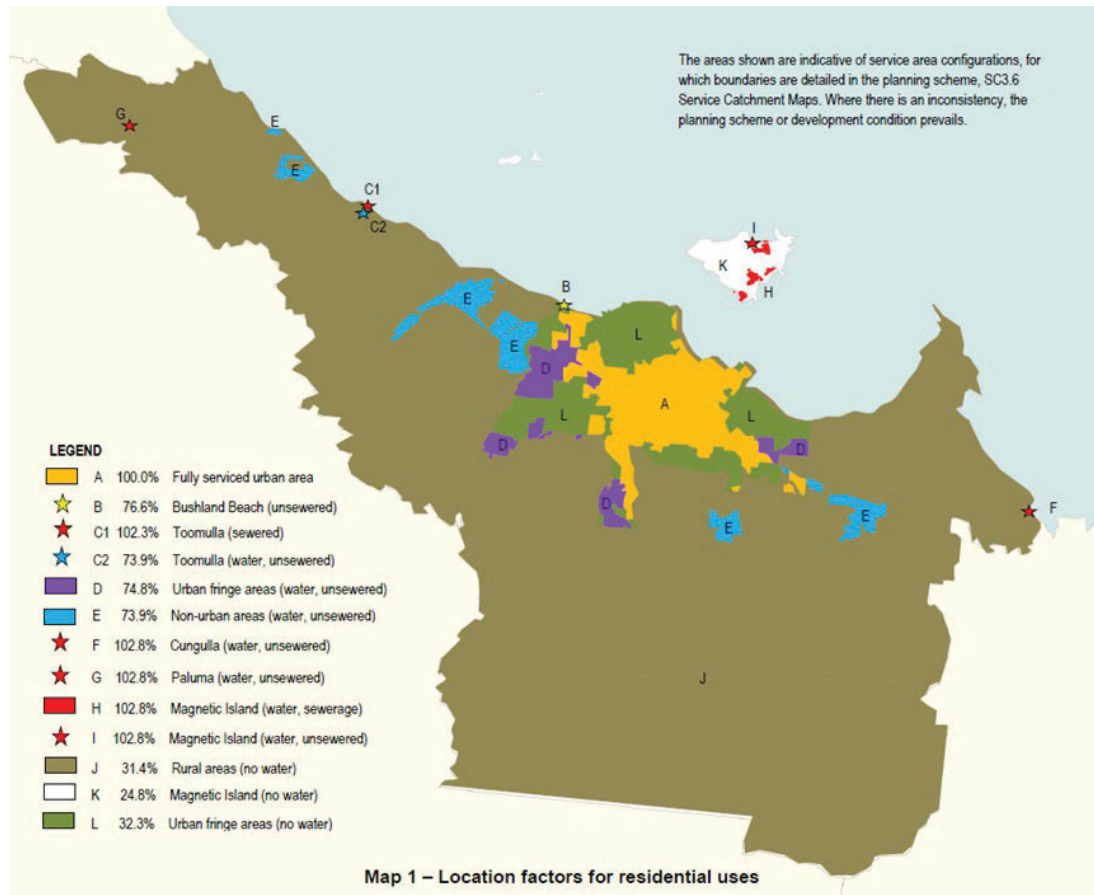 The areas shown are indicative of service area configurations, for
which boundaries are detailed in the planning scheme, SC3.6
Service Catchment Maps. Where there is an inconsistency, the
planning scheme or development condition prevails.
G
E
E
C1
C2
I
K
H
B
E
L
E
D
A
L
L
D
D
D
E
E
F
J
LEGEND
A 100.0% Fully serviced urban area
B 76.6% Bushland Beach (unsewered)
C1 102.3% Toomulla (sewered)
C2 73.9% Toomulla (water, unsewered)
D 74.8% Urban fringe areas (water, unsewered)
E 73.9% Non-urban areas (water, unsewered)
F 102.8% Cungulla (water, unsewered)
G 102.8% Paluma (water, unsewered)
H 102.8% Magnetic Island (water, sewerage)
I 102.8% Magnetic Island (water, unsewered)
J 31.4% Rural areas (no water)
K 24.8% Magnetic Island (no water)
L 32.3% Urban fringe areas (no water)
Map 1 – Location factors for residential uses